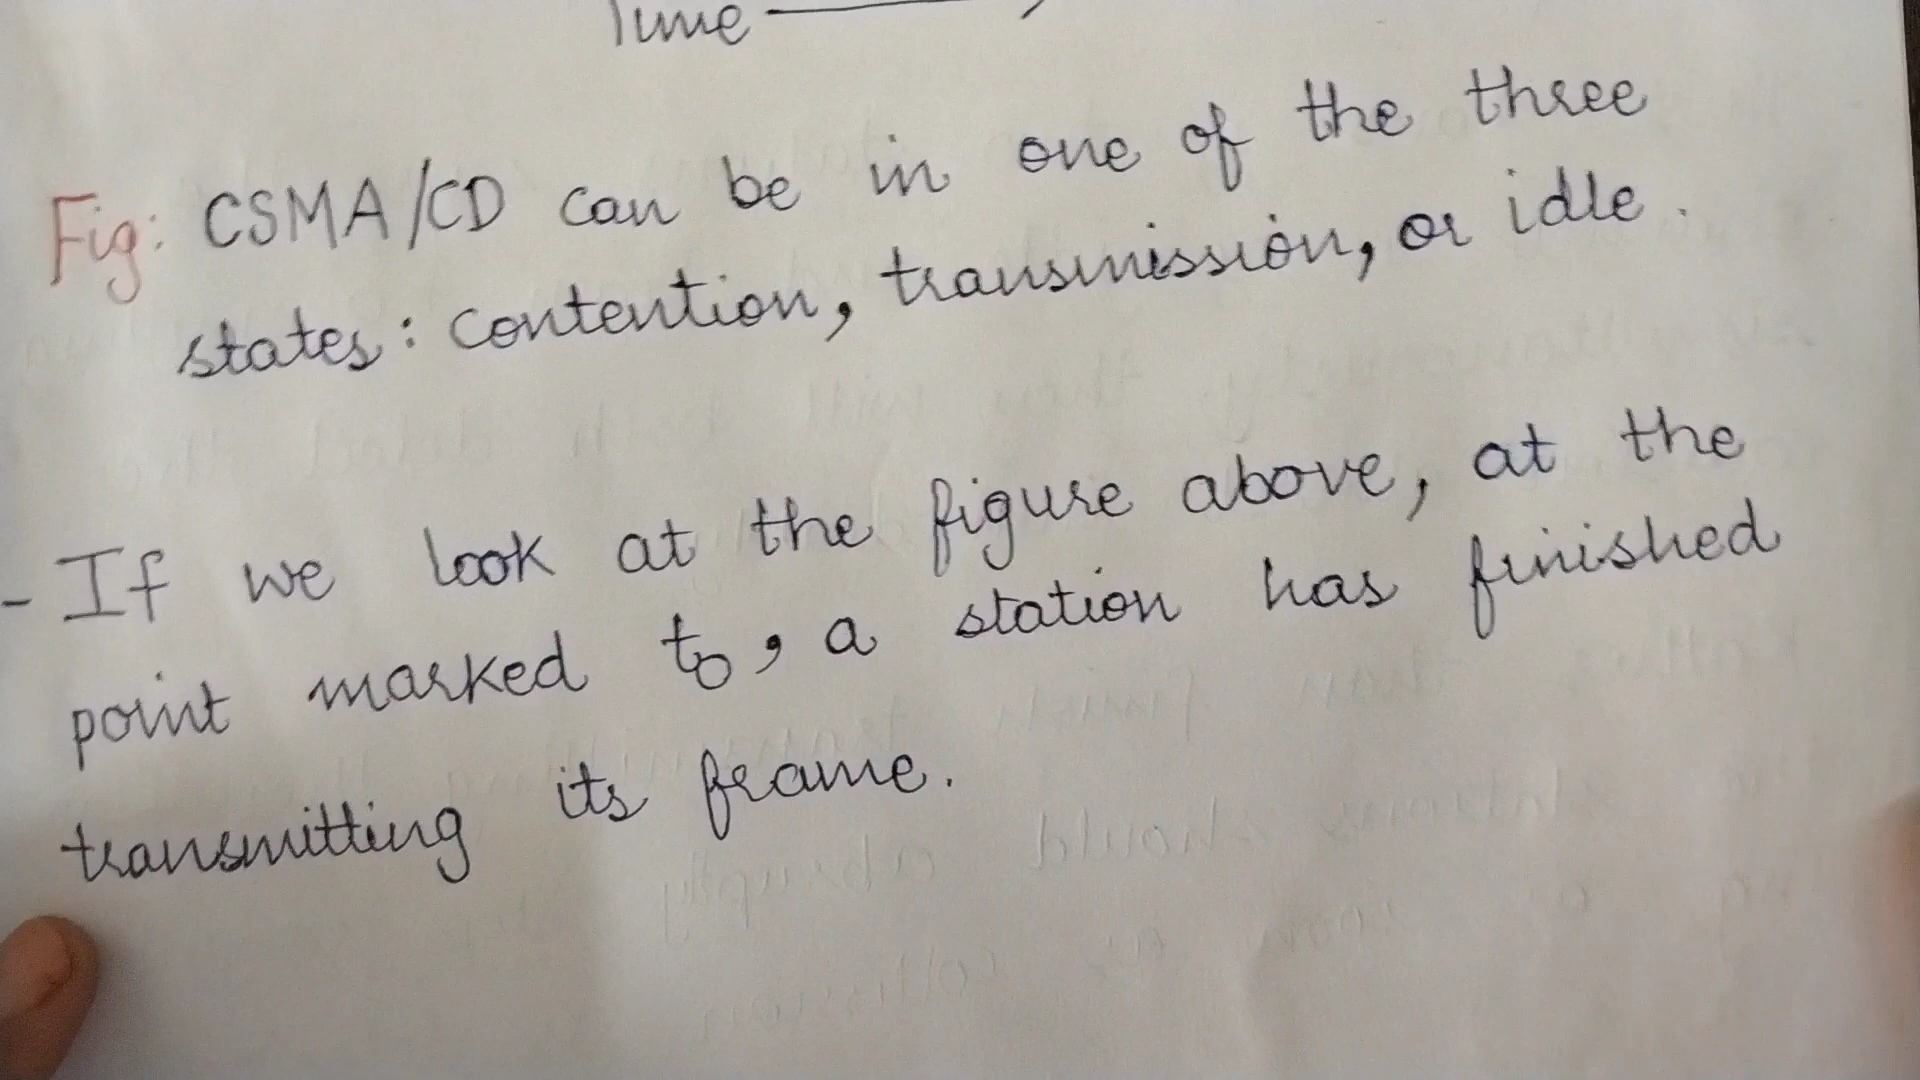 Time
Fig: CSMA/CD can be in one of the three
states: contention, transmission, or idle.
- If we look at the figure above, at the
point marked to, a station has finished
transmitting its frame.